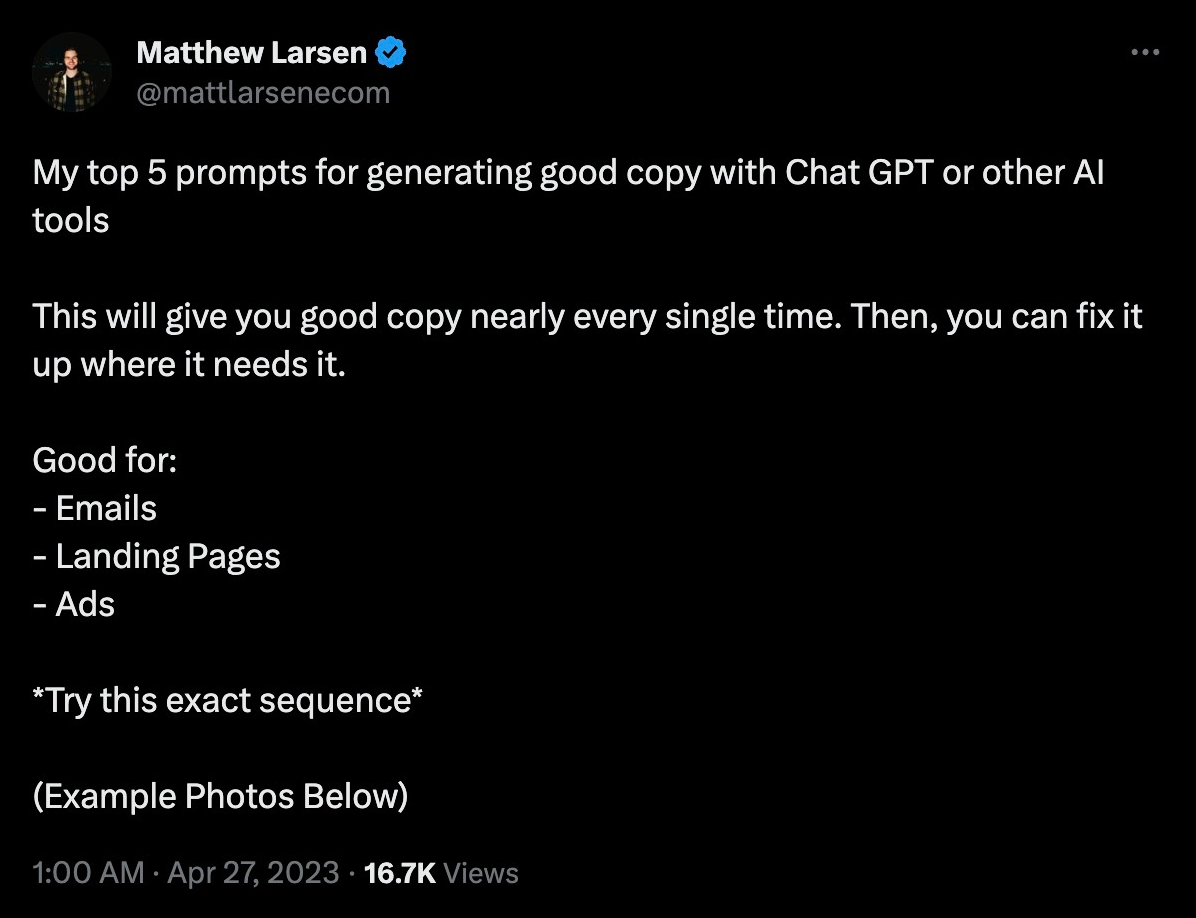 Matthew Larsen
@mattlarsenecom
My top 5 prompts for generating good copy with Chat GPT or other AI
tools
This will give you good copy nearly every single time. Then, you can fix it
up where it needs it.
Good for:
- Emails
- Landing Pages
- Ads
*Try this exact sequence*
(Example Photos Below)
1:00 AM · Apr 27, 2023 · 16.7K Views